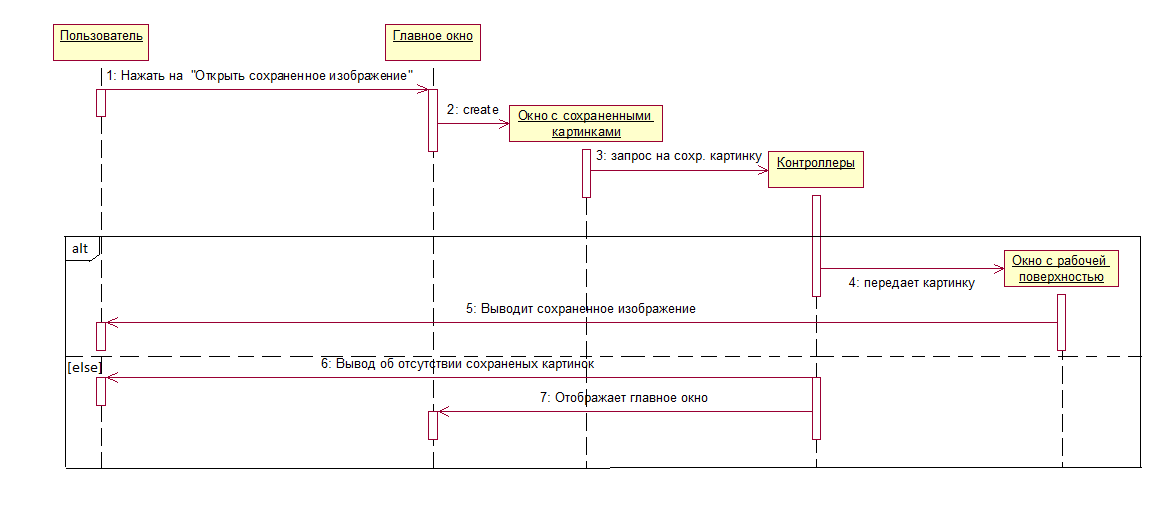 Пользователь
Главное окно
1: Нажать на "Открыть сохраненное изображение"
2: create
Окно с сохраненными
картинками
3: запрос на сохр. картинку
Контроллеры
alt
Окно с рабочей
поверхностью
4: передает картинку
5: Выводит сохраненное изображение
[else]
6: Вывод об отсутствии сохраненых картинок
7: Отображает главное окно